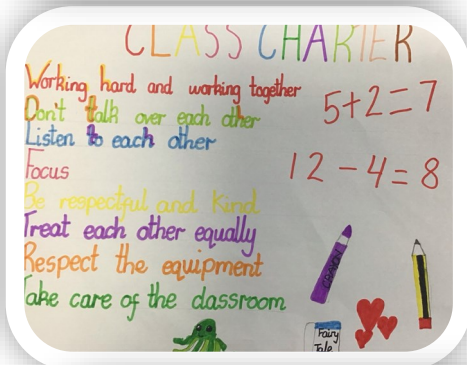 CLASS CHARTER
Working hard and working together
Don't talk over each other
Listen to each other
Focus
Be respectful and kind
Treat each other equally
Respect the equipment
Take care of the classroom
5+2=7
12-4=8
CRAYON
Fairy
Tale